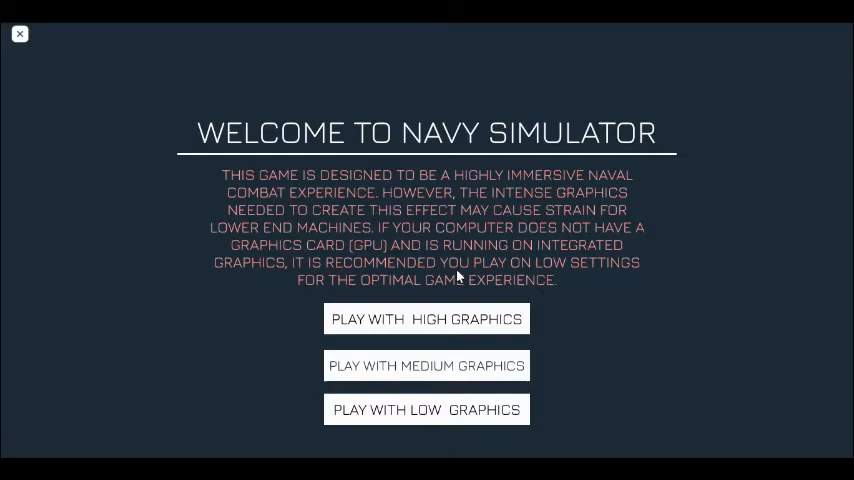 WELCOME TO NAVY SIMULATOR
THIS GAME IS DESIGNED TO BE A HIGHLY IMMERSIVE NAVAL
COMBAT EXPERIENCE. HOWEVER, THE INTENSE GRAPHICS
NEEDED TO CREATE THIS EFFECT MAY CAUSE STRAIN FOR
LOWER END MACHINES. IF YOUR COMPUTER DOES NOT HAVE A
GRAPHICS CARD (GPU) AND IS RUNNING ON INTEGRATED
GRAPHICS, IT IS RECOMMENDED YOU PLAY ON LOW SETTINGS
FOR THE OPTIMAL GAME EXPERIENCE.
PLAY WITH HIGH GRAPHICS
PLAY WITH MEDIUM GRAPHICS
PLAY WITH LOW GRAPHICS